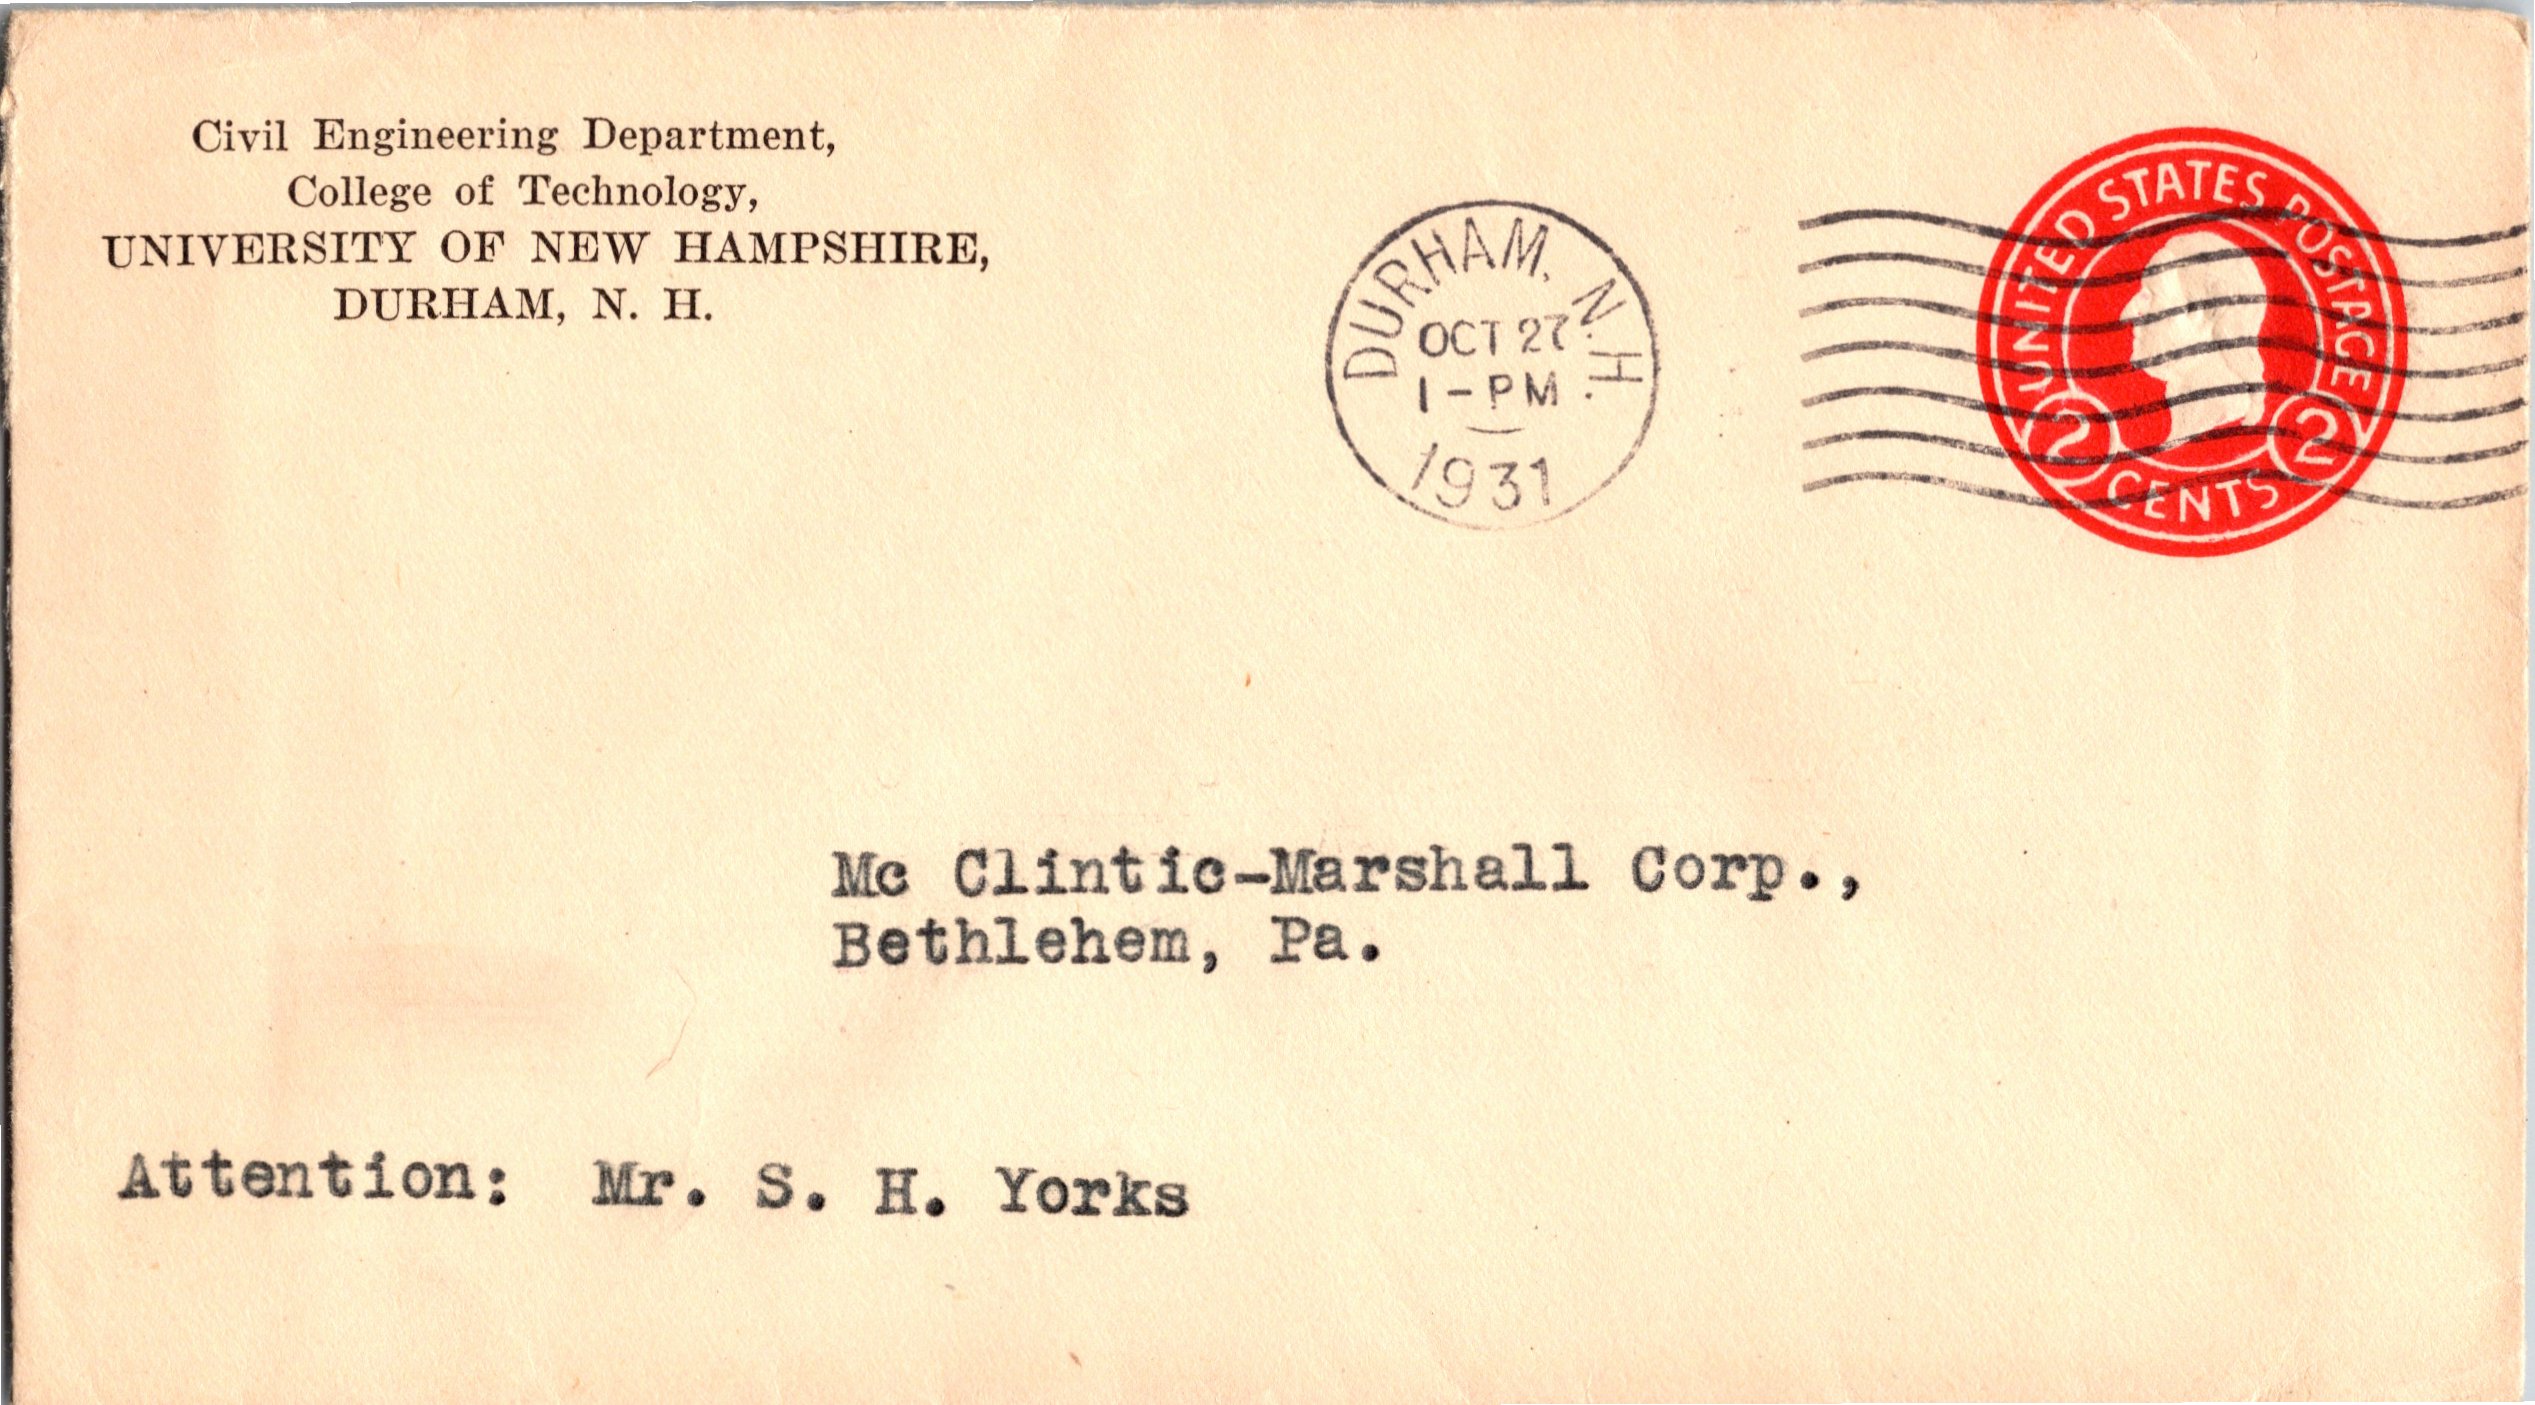 Civil Engineering Department,
College of Technology,
UNIVERSITY OF NEW HAMPSHIRE,
DURHAM, N. H.
DURHAM, N.H.
OCT 27
1-PM
1931
UNITED STATES POSTAGE
2 CENTS 2
Mc Clintic-Marshall Corp.,
Bethlehem, Pa.
Attention: Mr. S. H. Yorks